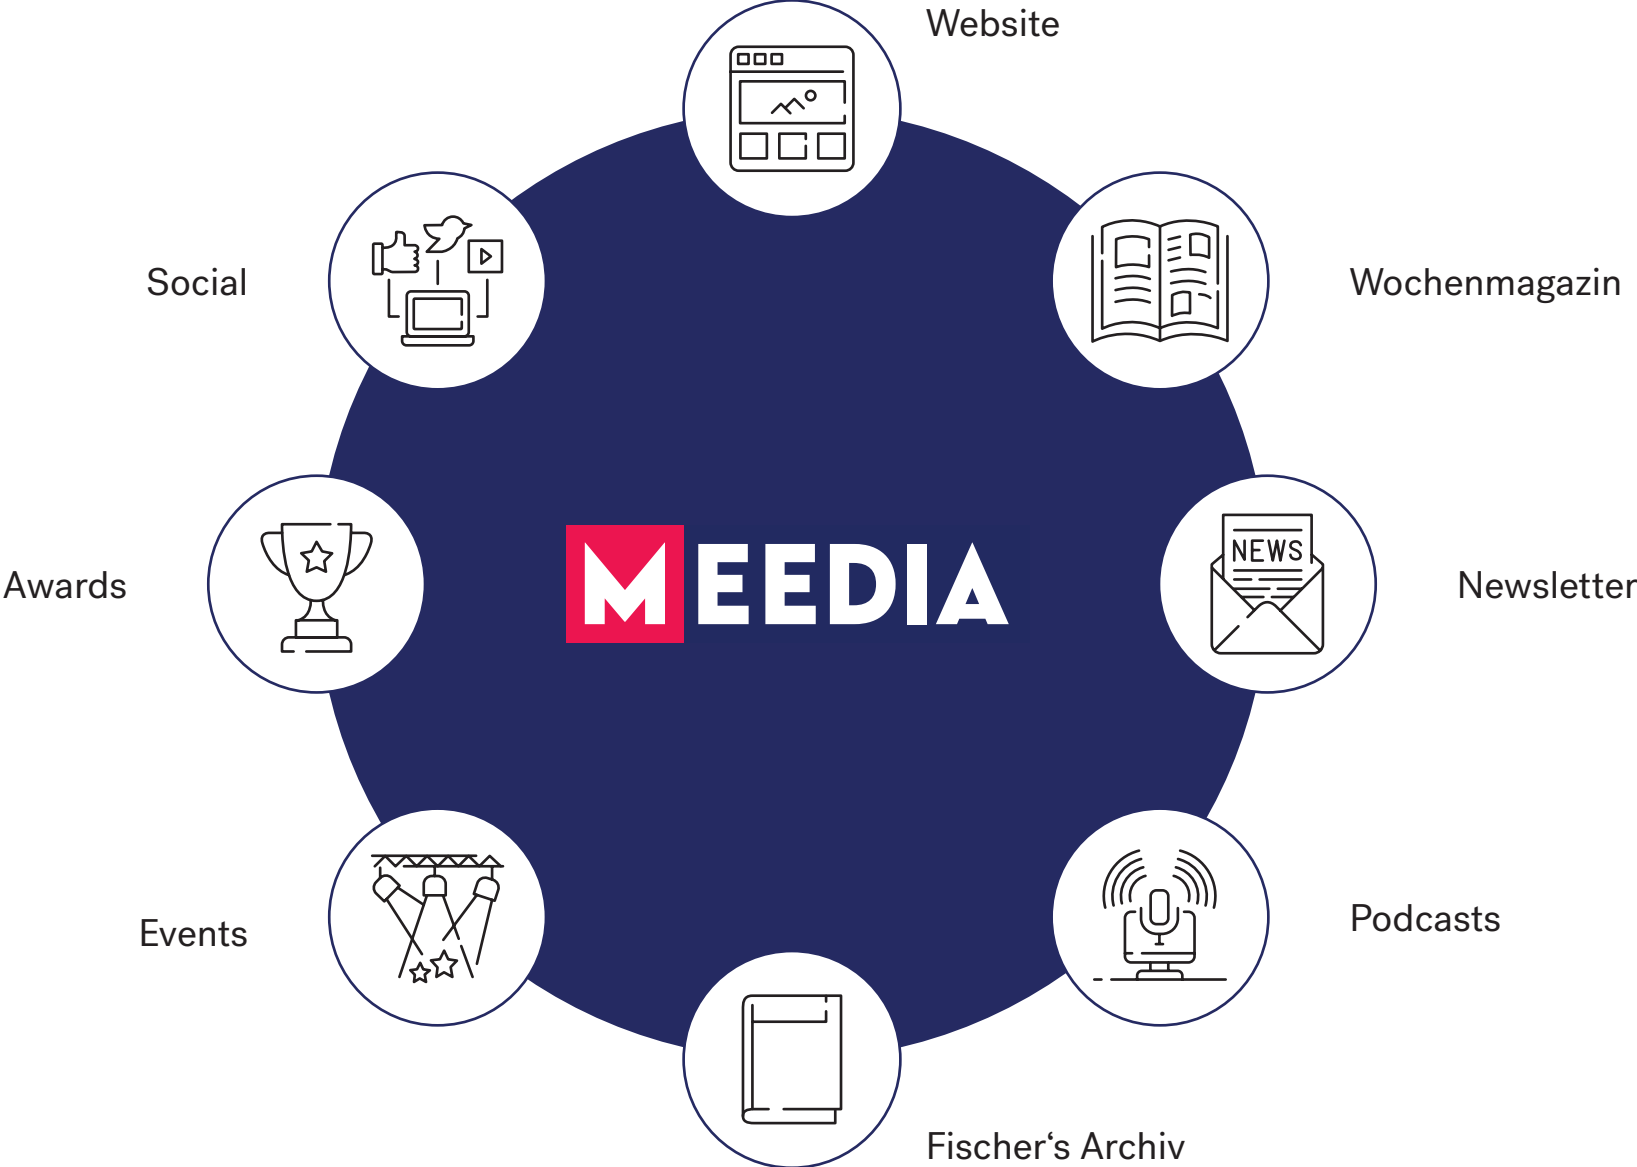 Website
Social
Wochenmagazin
NEWS
Awards
MEEDIA
Newsletter
Events
Podcasts
Fischer‘s Archiv